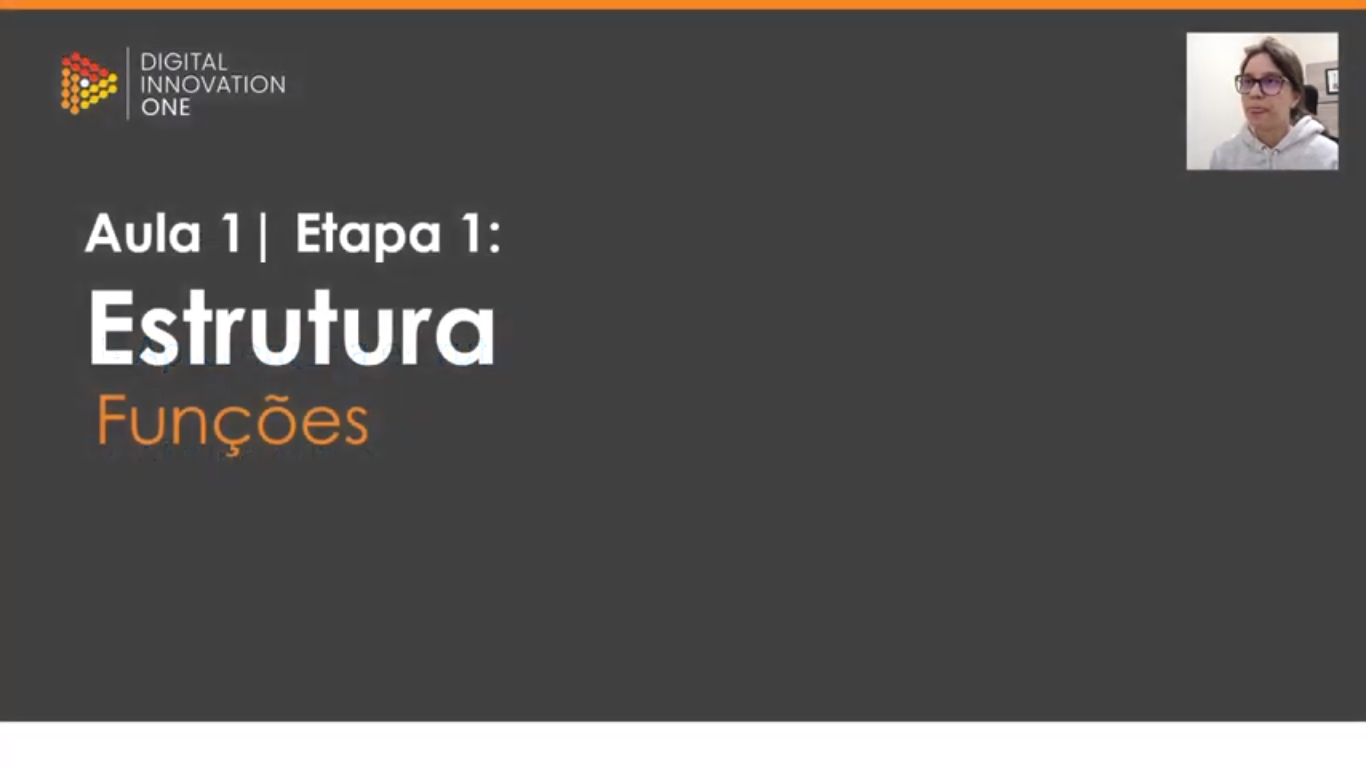 DIGITAL
INNOVATION
ONE
Aula 1| Etapa 1:
Estrutura
Funções